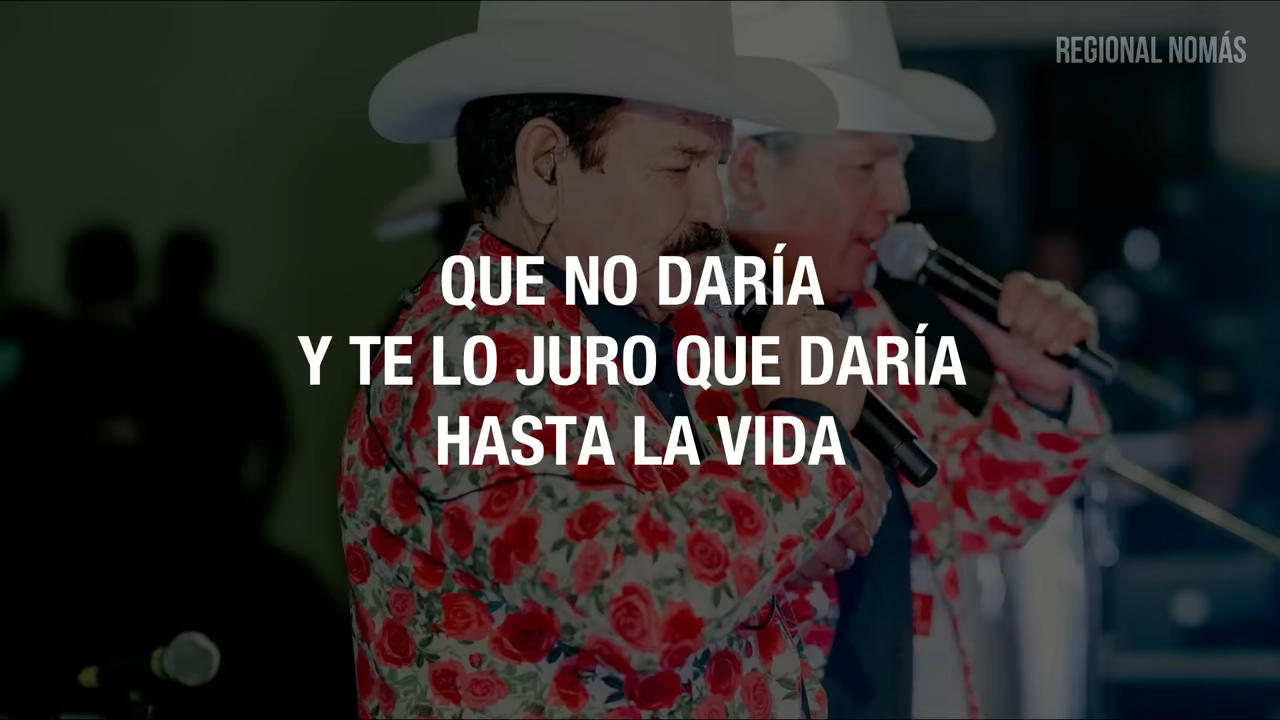 REGIONAL NOMÁS
QUE NO DARÍA
Y TE LO JURO QUE DARÍA
HASTA LA VIDA